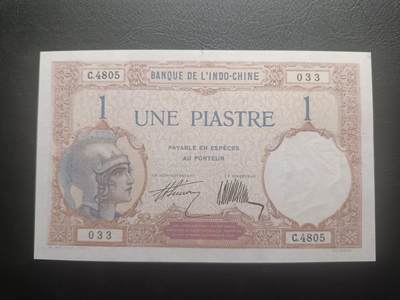 C.4805 BANQUE DE L'INDO-CHINE 033
1 UNE PIASTRE 1
PAYABLE EN ESPÈCES
AU PORTEUR
033 C.4805